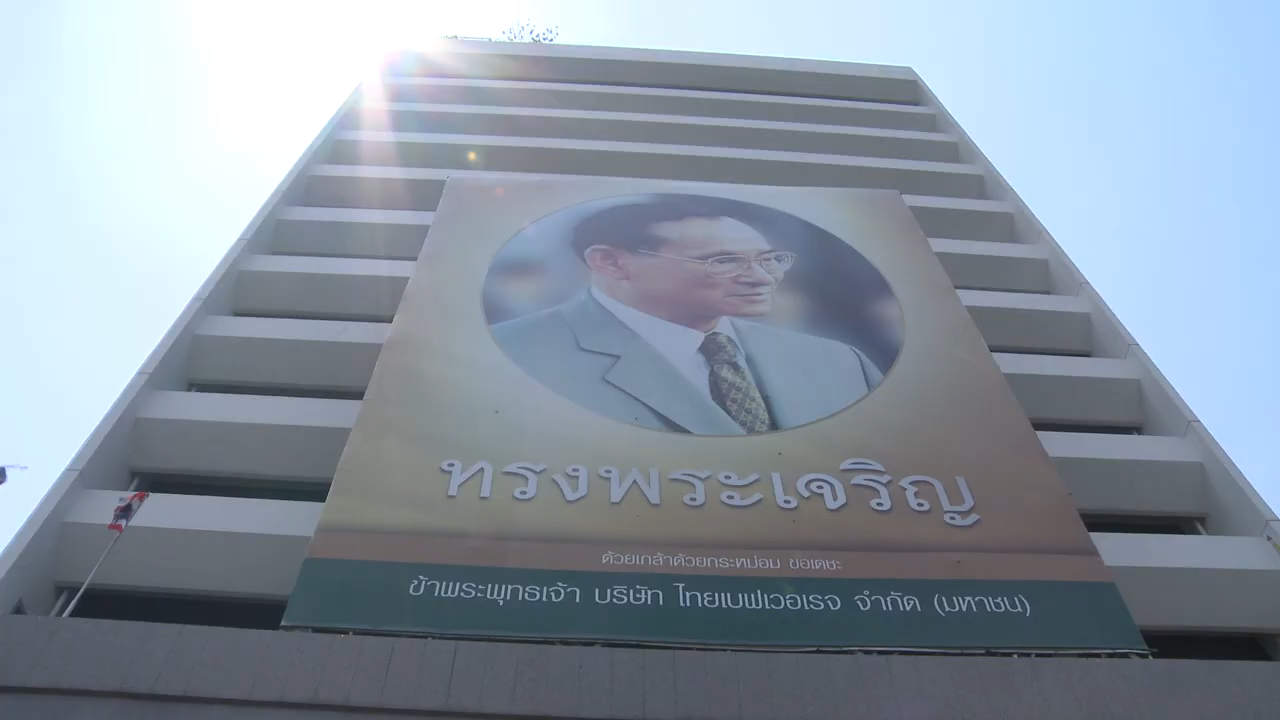 ทรงพระเจริญ
ด้วยเกล้าด้วยกระหม่อม ขอเดชะ
ข้าพระพุทธเจ้า บริษัท ไทยเบฟเวอเรจ จำกัด (มหาชน)